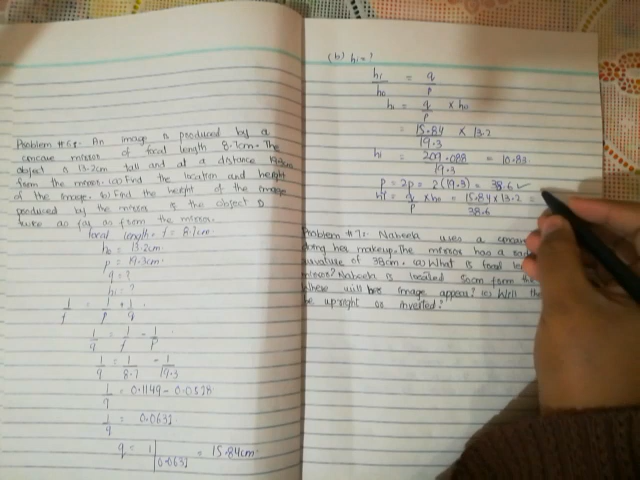 Problem # 6: An image is produced by a
concave mirror of focal length 8.7cm. The
object is 13.2cm tall and at a distance 19.3cm
from the mirror. (a) Find the location and height
of the image. (b) Find the height of the image
produced by the mirror if the object is
twice as far as from the mirror.
focal length = f = 8.7cm
ho = 13.2cm
p = 19.3cm
q = ?
hi = ?
1/f = 1/p + 1/q
1/q = 1/f - 1/p
1/q = 1/8.7 - 1/19.3
1/q = 0.1149 - 0.0518
1/q = 0.0631
q = 1/0.0631 = 15.84cm
(b) hi = ?
hi/ho = q/p
hi = q/p × ho
= 15.84/19.3 × 13.2
hi = 209.088/19.3 = 10.83
p = 2p = 2(19.3) = 38.6 ✓
hi = q/p × ho = 15.84×13.2/38.6 =
Problem # 7: Nabeela uses a concave
doing her makeup. The mirror has a
curvature of 38cm. (a) What is focal
mirror? Nabeela is located 50cm from the
Where will her image appear? (c) Will the
be upright or inverted?